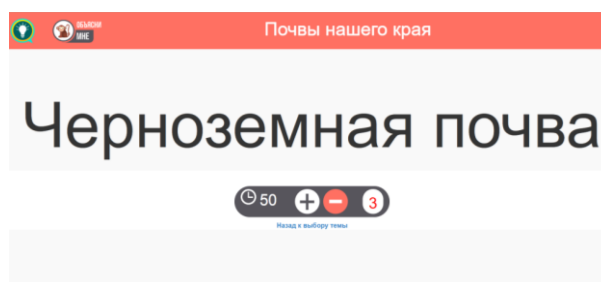 ОБЪЯСНИ
МНЕ
Почвы нашего края
Черноземная почва
50
3
Назад к выбору темы